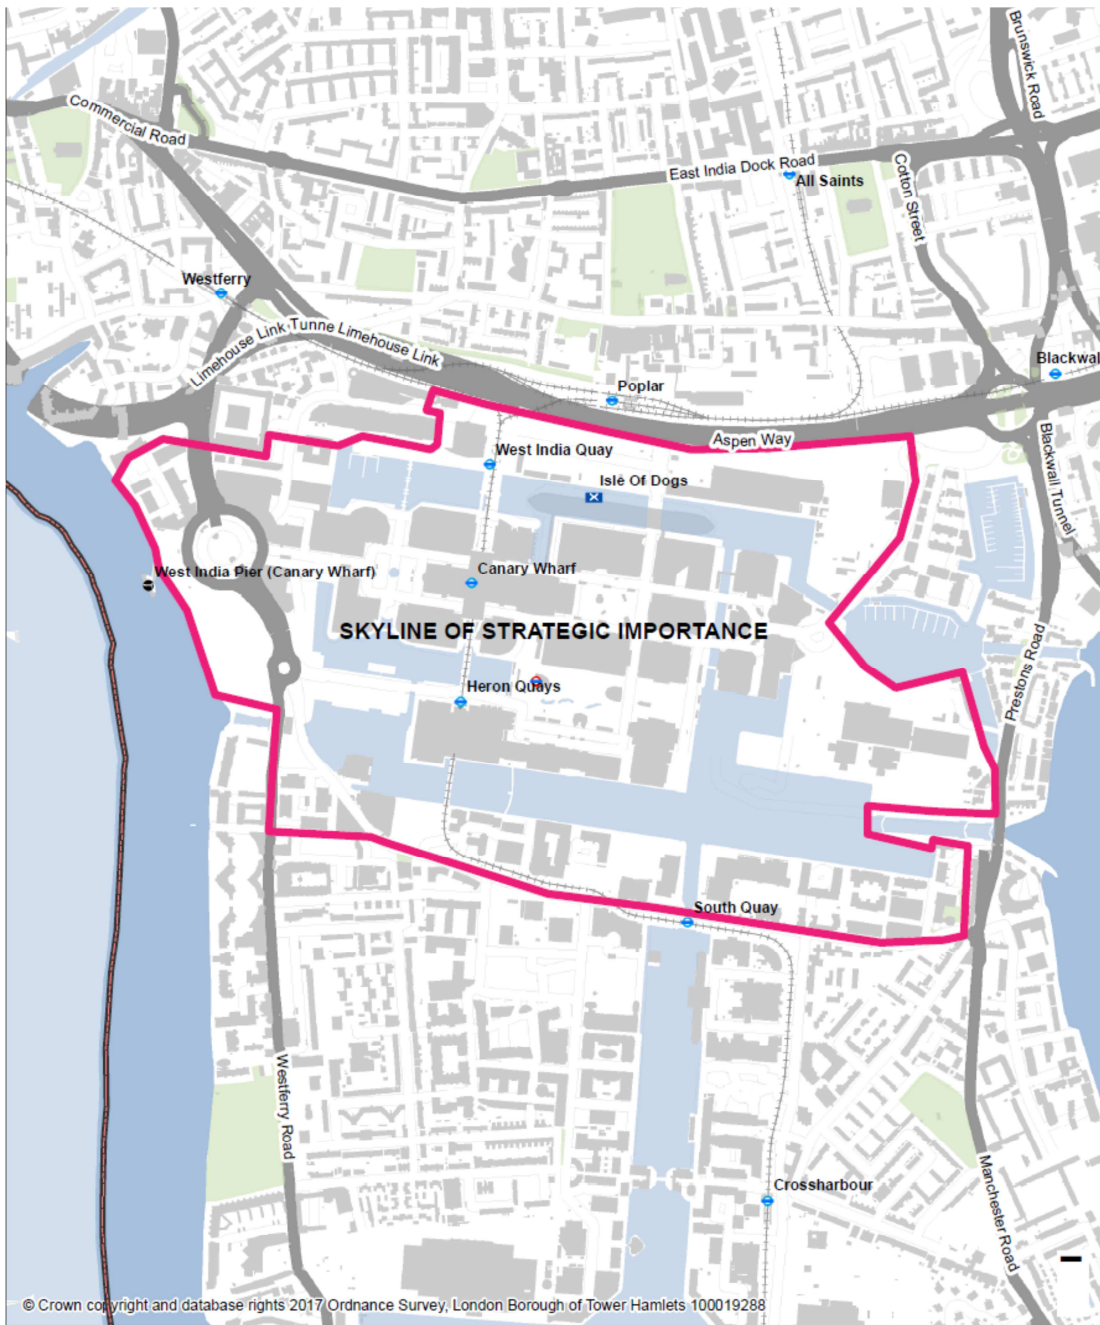 Brunswick Road
Commercial Road
East India Dock Road
All Saints
Cotton Street
Westferry
Limehouse Link Tunne
Limehouse Link
Blackwal
Poplar
Aspen Way
West India Quay
Blackwall Tunnel
Isle Of Dogs
West India Pier (Canary Wharf)
Canary Wharf
SKYLINE OF STRATEGIC IMPORTANCE
Heron Quays
Prestons Road
South Quay
Westferry Road
Crossharbour
Manchester Road
© Crown copyright and database rights 2017 Ordnance Survey, London Borough of Tower Hamlets 100019288